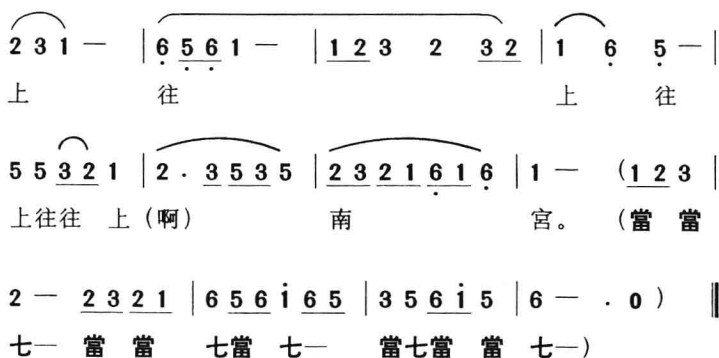 2 3 1 — | 6̣ 5̣ 6̣ 1 — | 1 2 3 2 3 2 | 1 6̣ 5̣ — |
上 往 上 往
5 5 3 2 1 | 2 · 3 5 3 5 | 2 3 2 1 6̣ 1 6̣ | 1 — (1 2 3 |
上往往 上(啊) 南 宮。 (當 當
2 — 2 3 2 1 | 6 5 6 i̇ 6 5 | 3 5 6 i̇ 5 | 6 — . 0 ) ‖
七— 當 當 七當 七— 當七當 當 七—)